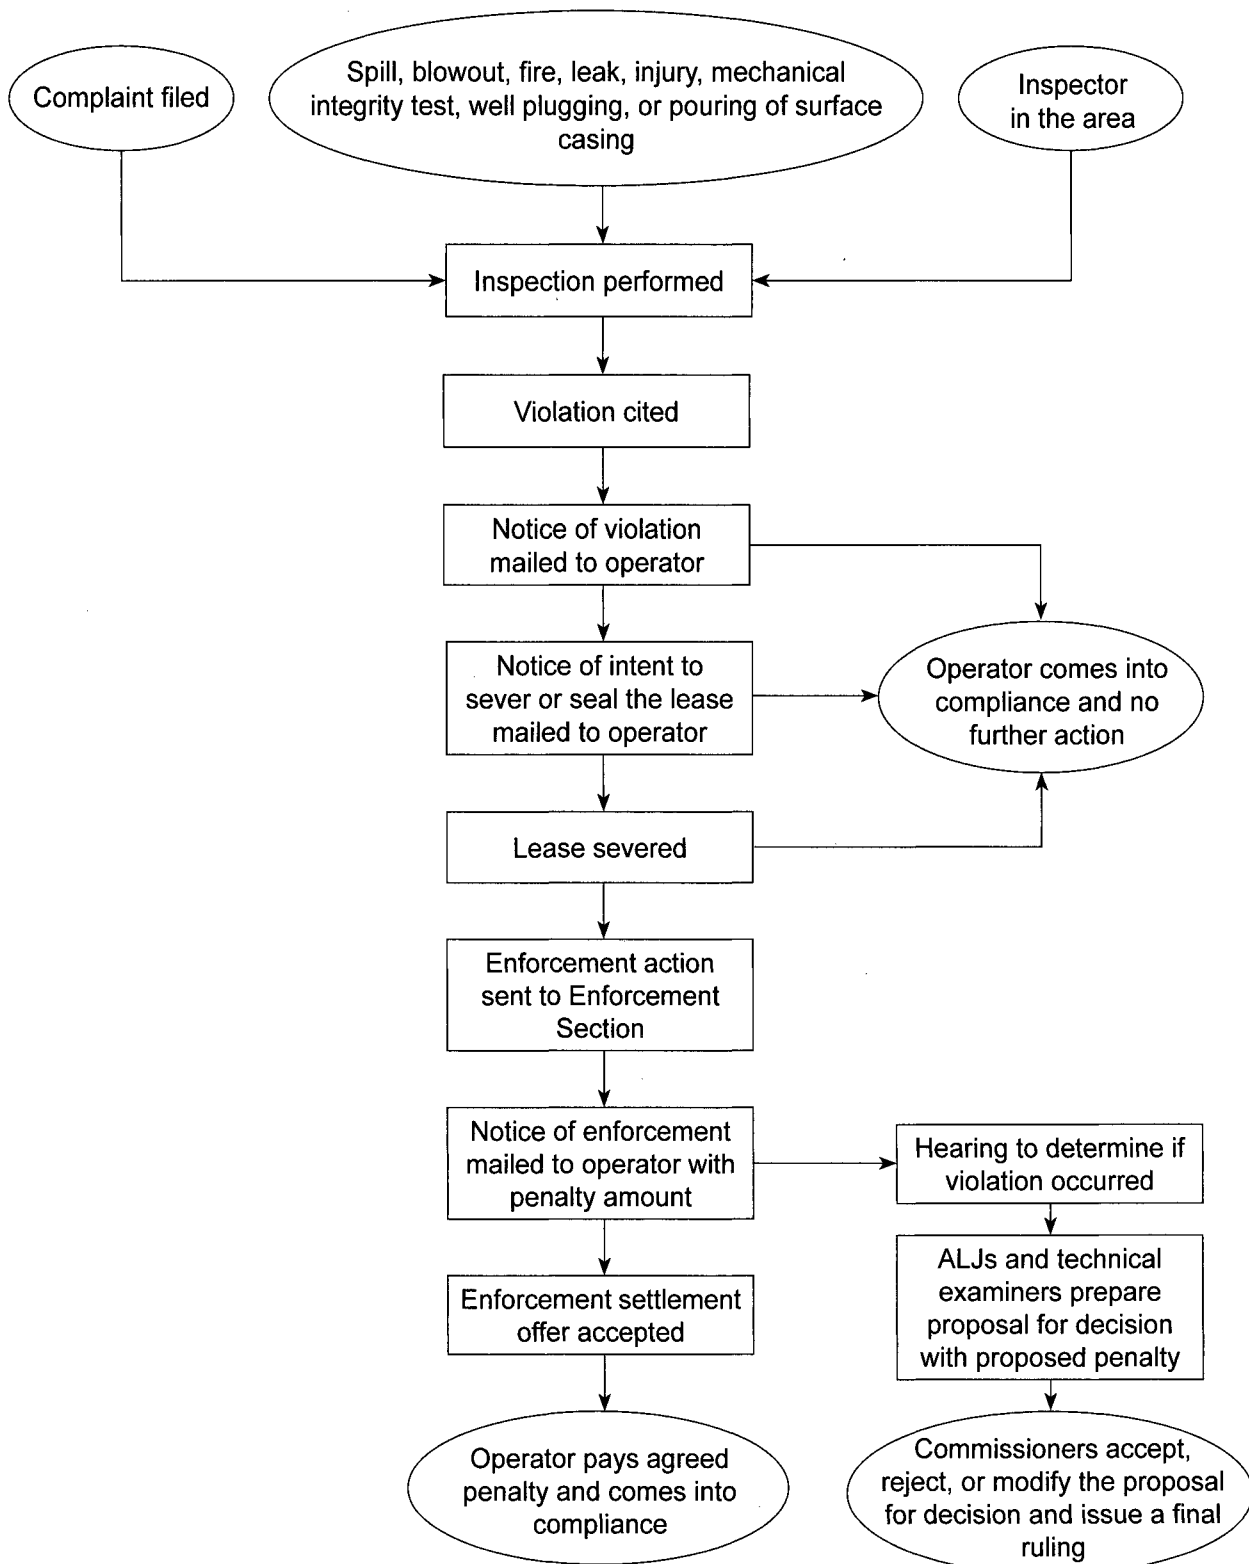 Complaint filed
Spill, blowout, fire, leak, injury, mechanical
integrity test, well plugging, or pouring of surface
casing
Inspector
in the area
Inspection performed
Violation cited
Notice of violation
mailed to operator
Notice of intent to
sever or seal the lease
mailed to operator
Operator comes into
compliance and no
further action
Lease severed
Enforcement action
sent to Enforcement
Section
Notice of enforcement
mailed to operator with
penalty amount
Hearing to determine if
violation occurred
Enforcement settlement
offer accepted
ALJs and technical
examiners prepare
proposal for decision
with proposed penalty
Operator pays agreed
penalty and comes into
compliance
Commissioners accept,
reject, or modify the proposal
for decision and issue a final
ruling